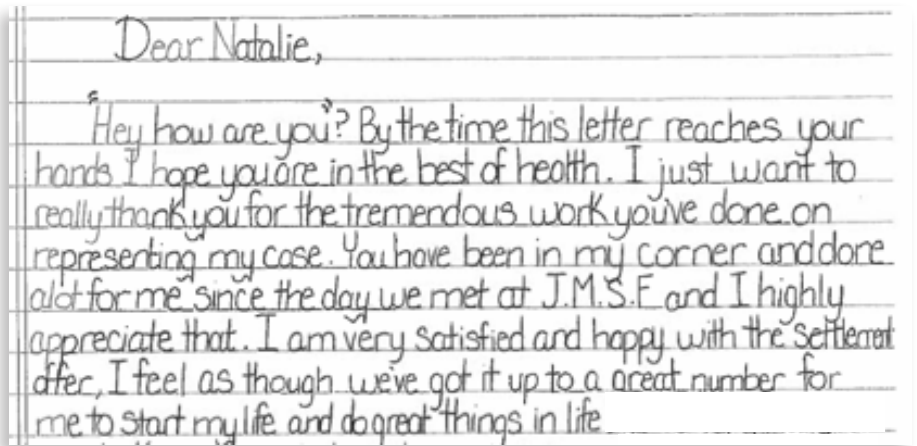 Dear Natalie,
"Hey how are you"? By the time this letter reaches your
hands I hope you are in the best of health. I just want to
really thank you for the tremendous work you've done on
representing my case. You have been in my corner and done
alot for me since the day we met at J.M.S.F and I highly
appreciate that. I am very satisfied and happy with the settlement
offer, I feel as though we've got it up to a great number for
me to start my life and do great things in life